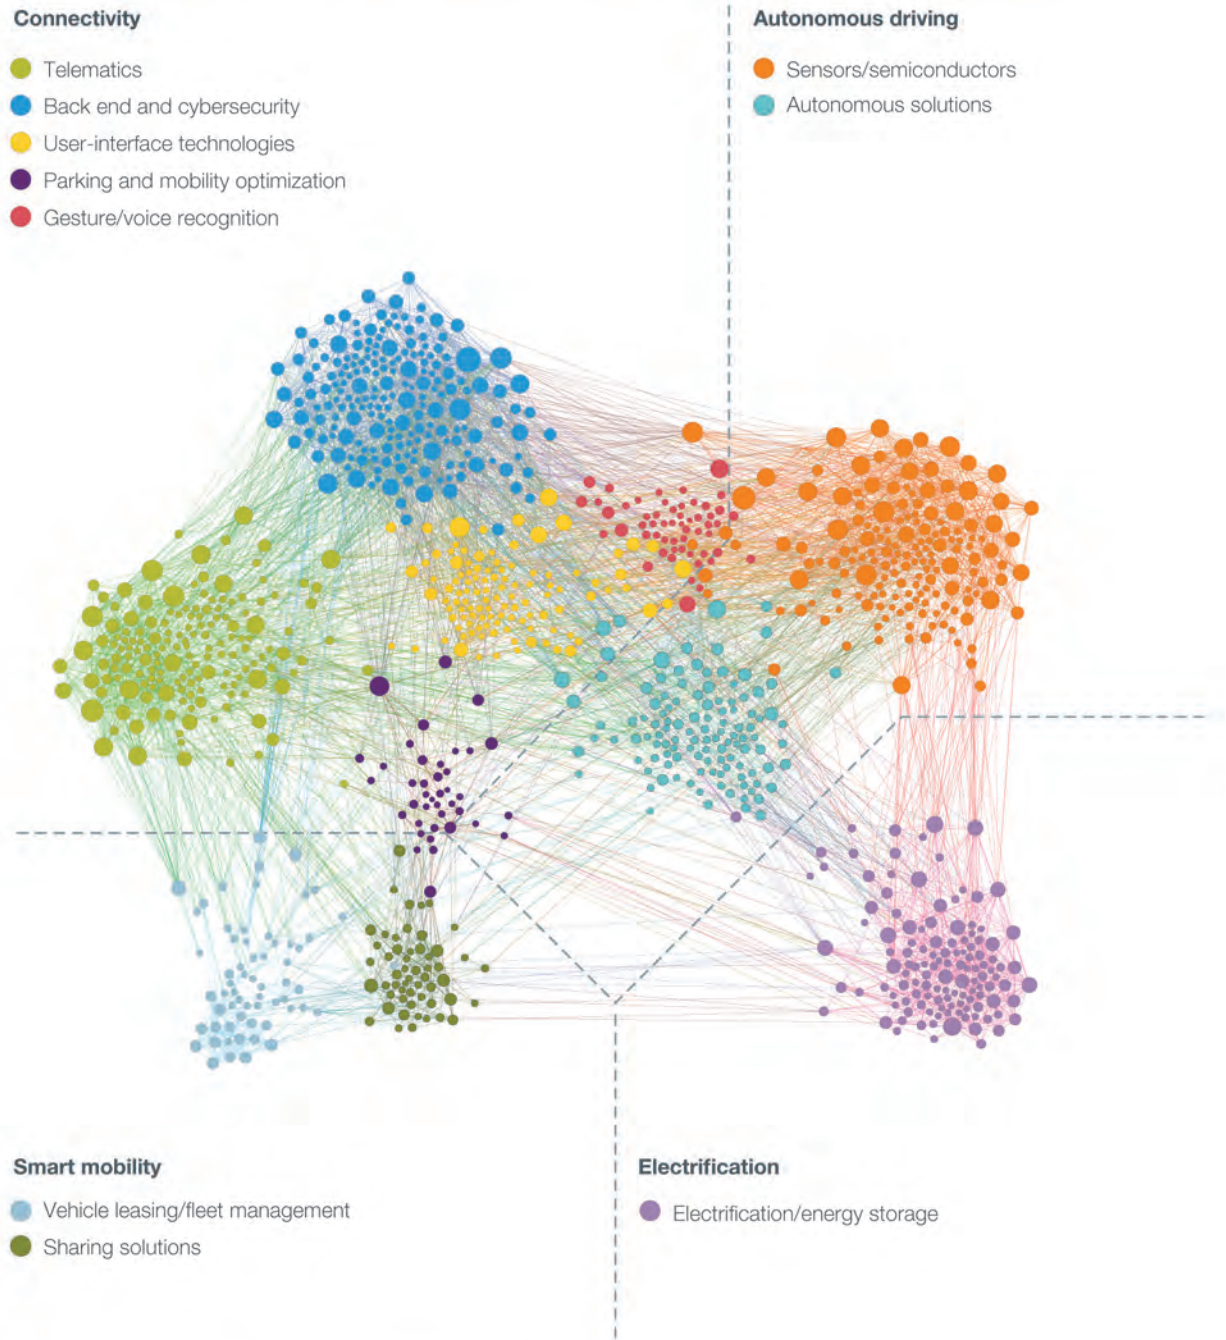 Connectivity
Telematics
Back end and cybersecurity
User-interface technologies
Parking and mobility optimization
Gesture/voice recognition
Autonomous driving
Sensors/semiconductors
Autonomous solutions
Smart mobility
Vehicle leasing/fleet management
Sharing solutions
Electrification
Electrification/energy storage